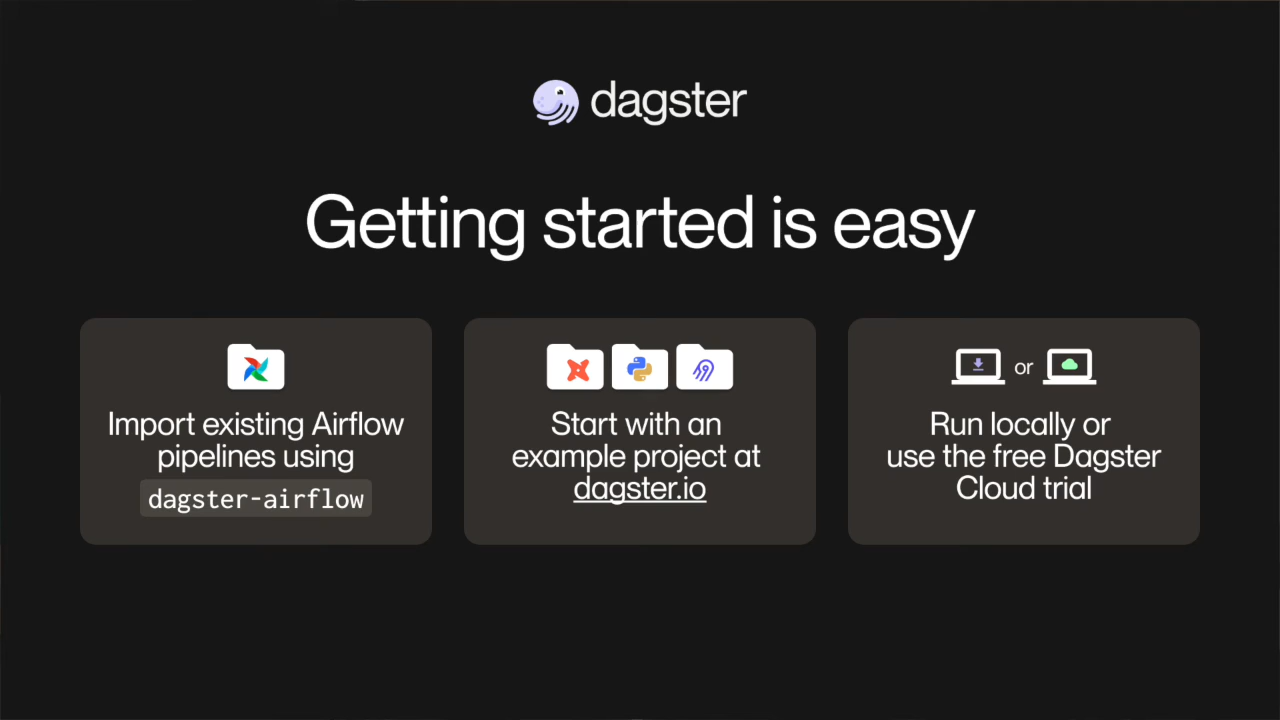 dagster
Getting started is easy
Import existing Airflow
pipelines using
dagster-airflow
Start with an
example project at
dagster.io
or
Run locally or
use the free Dagster
Cloud trial